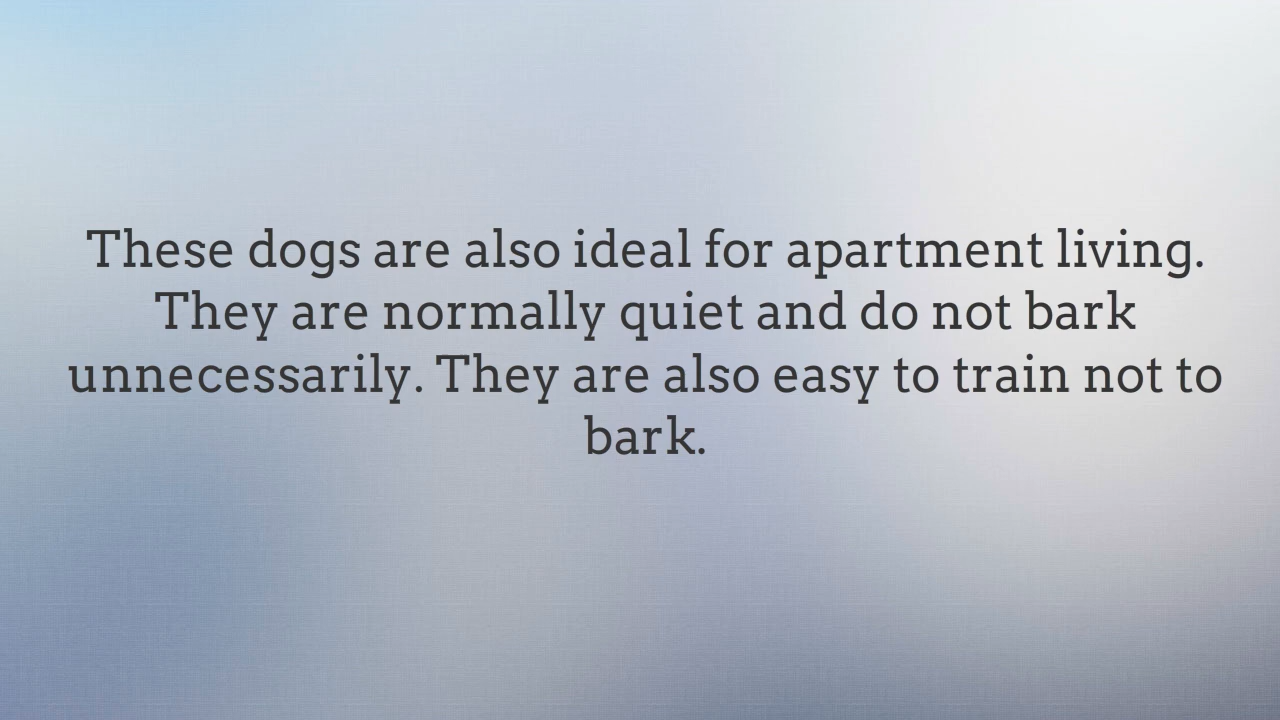 These dogs are also ideal for apartment living.
They are normally quiet and do not bark
unnecessarily. They are also easy to train not to
bark.